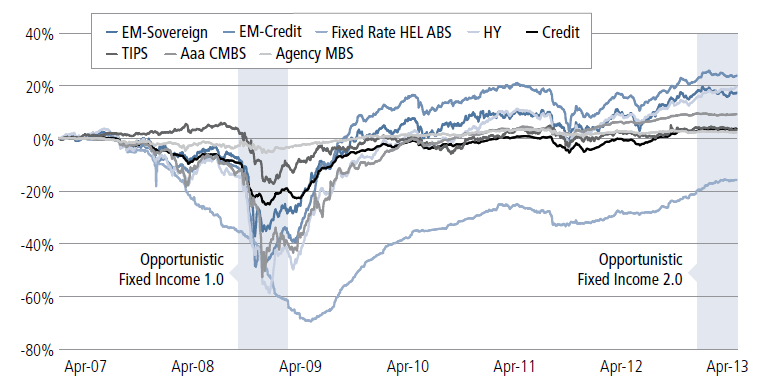 40%
EM-Sovereign EM-Credit Fixed Rate HEL ABS HY Credit
TIPS Aaa CMBS Agency MBS
20%
0%
-20%
-40%
Opportunistic
Fixed Income 1.0
Opportunistic
Fixed Income 2.0
-60%
-80%
Apr-07 Apr-08 Apr-09 Apr-10 Apr-11 Apr-12 Apr-13